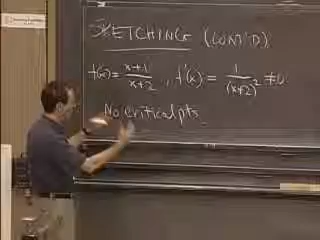 SKETCHING (CONT'D)
f(x) = x+1/x+2, f'(x) = 1/(x+2)² ≠ 0
No critical pts